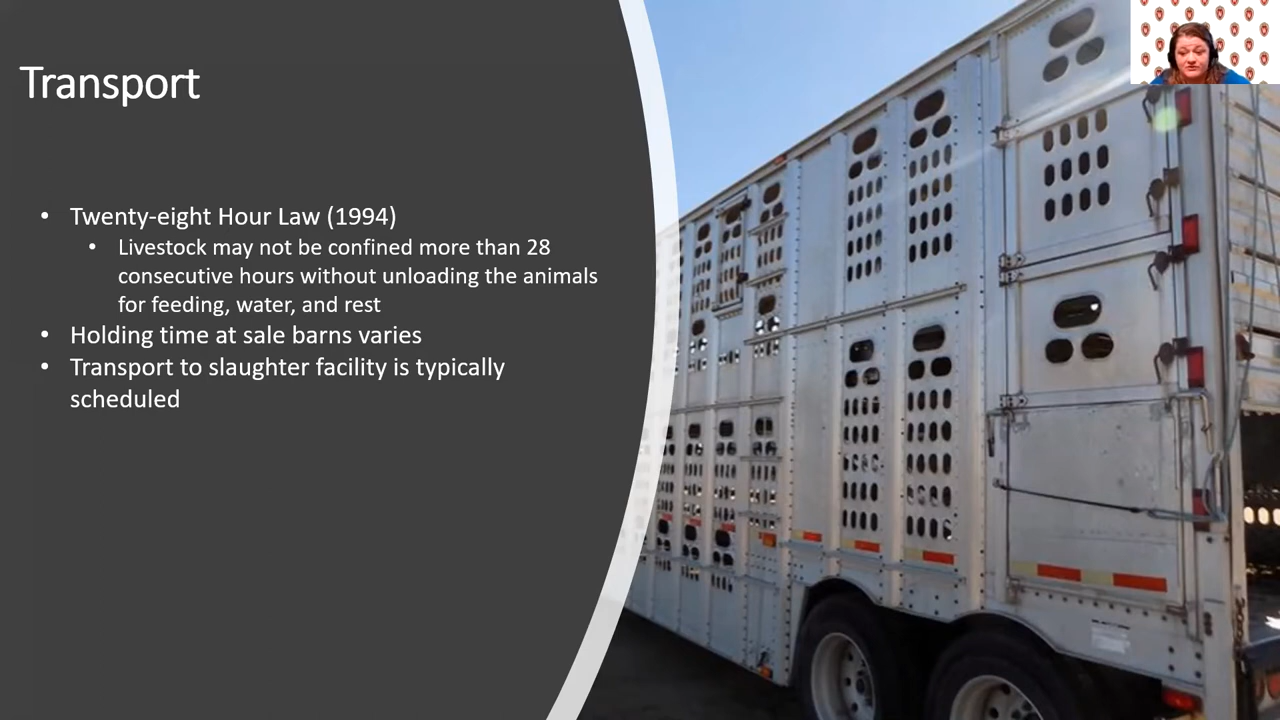 Transport
• Twenty-eight Hour Law (1994)
• Livestock may not be confined more than 28
consecutive hours without unloading the animals
for feeding, water, and rest
• Holding time at sale barns varies
• Transport to slaughter facility is typically
scheduled